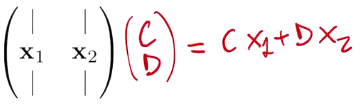 ( | | ) ( C ) = C x₁ + D x₂
( x₁ x₂ ) ( D )
( | | )